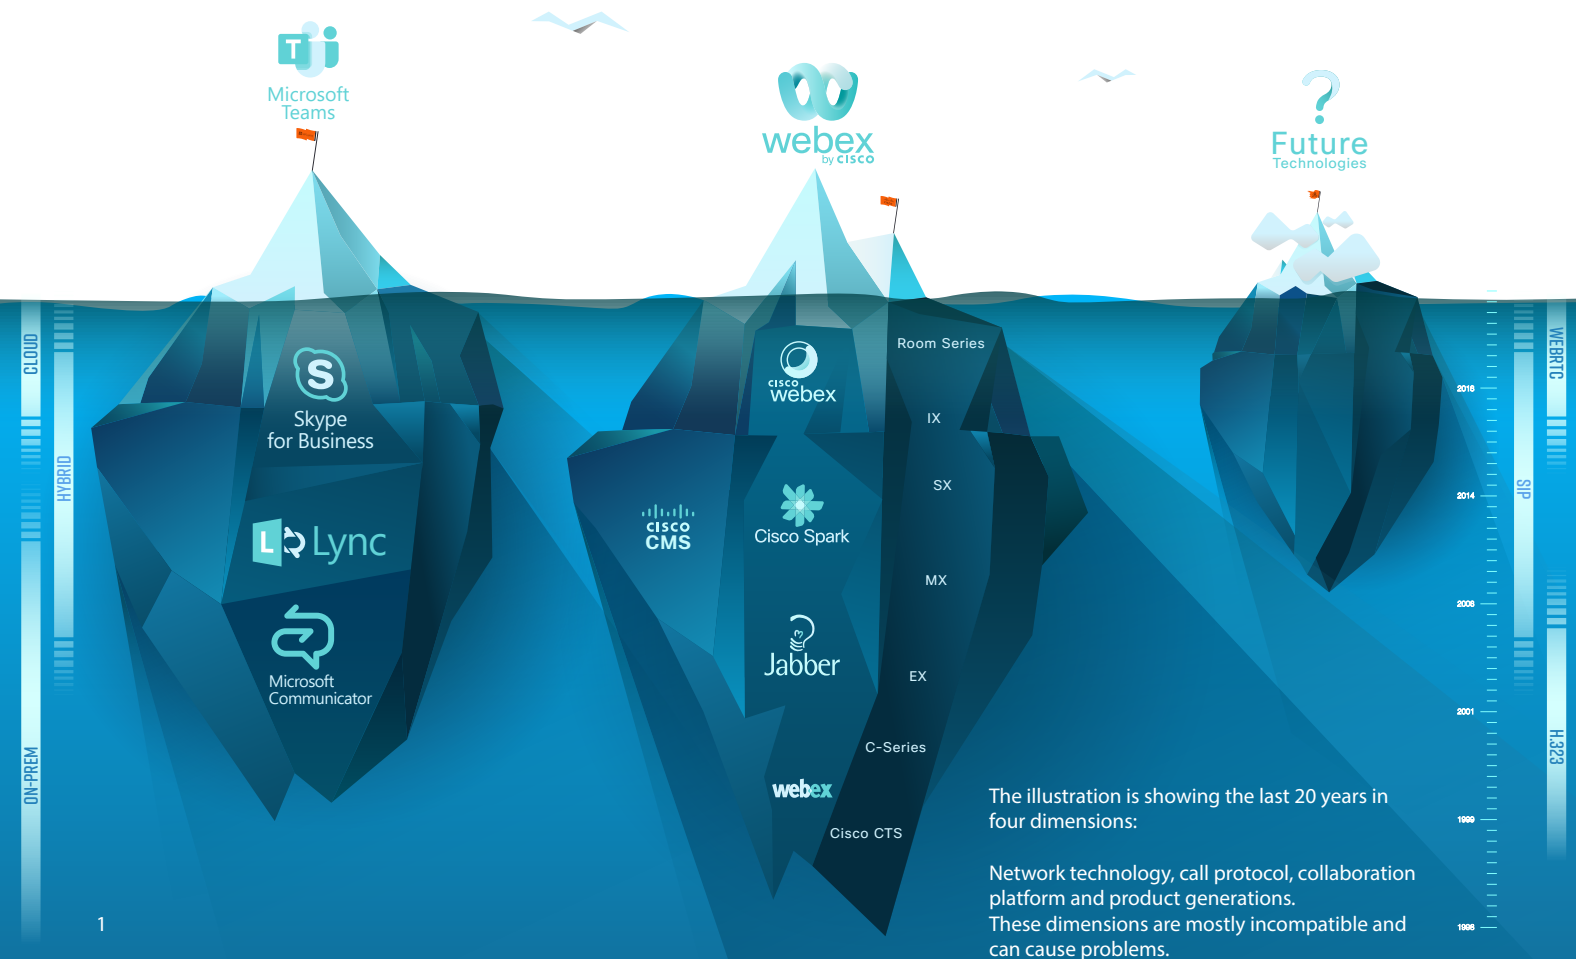 Microsoft
Teams
webex
by CISCO
?
Future
Technologies
CLOUD
HYBRID
ON-PREM
S
Skype
for Business
L
Lync
Microsoft
Communicator
CISCO
webex
CISCO
CMS
Cisco Spark
Jabber
webex
Room Series
IX
SX
MX
EX
C-Series
Cisco CTS
WEBRTC
SIP
H.323
2014
2001
The illustration is showing the last 20 years in
four dimensions:
Network technology, call protocol, collaboration
platform and product generations.
These dimensions are mostly incompatible and
can cause problems.
1